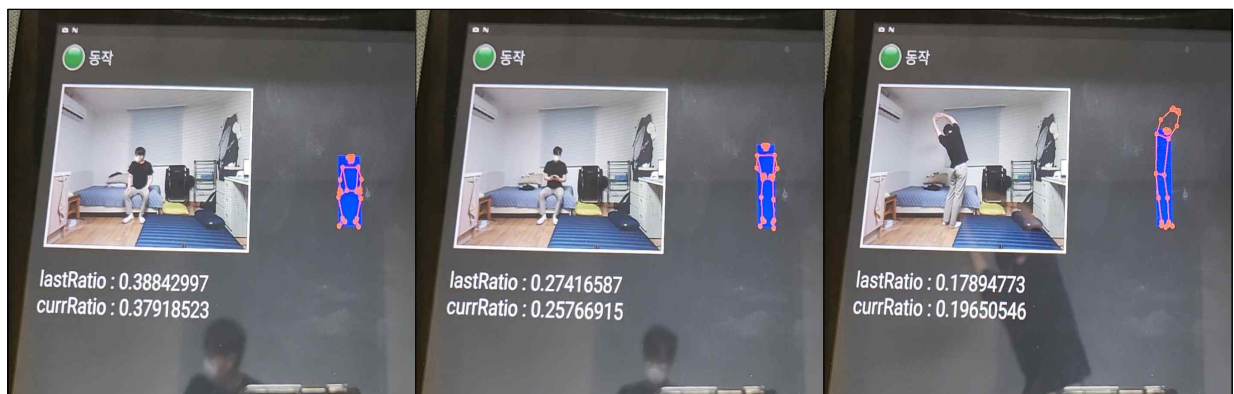 동작
lastRatio : 0.38842997
currRatio : 0.37918523
동작
lastRatio : 0.27416587
currRatio : 0.25766915
동작
lastRatio : 0.17894773
currRatio : 0.19650546